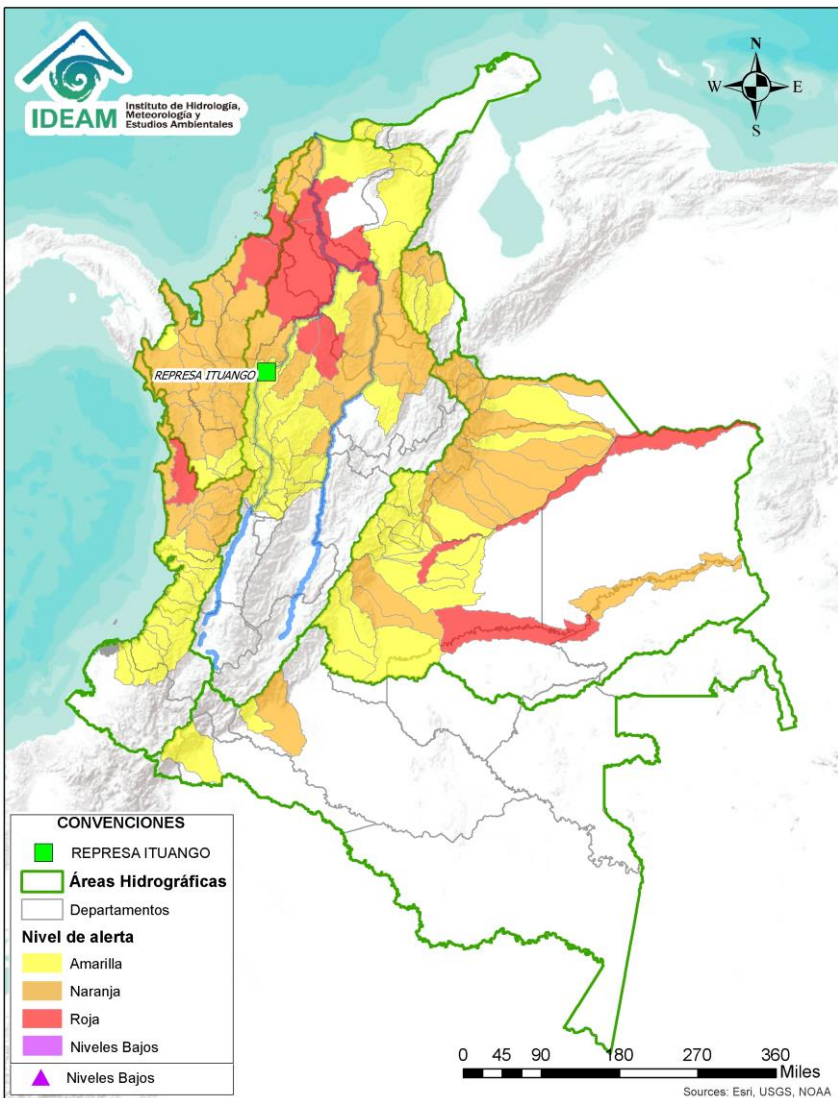 IDEAM
Instituto de Hidrología,
Meteorología y
Estudios Ambientales
N
W
E
S
REPRESA ITUANGO
CONVENCIONES
REPRESA ITUANGO
Áreas Hidrográficas
Departamentos
Nivel de alerta
Amarilla
Naranja
Roja
Niveles Bajos
Niveles Bajos
0 45 90 180 270 360
Miles
Sources: Esri, USGS, NOAA